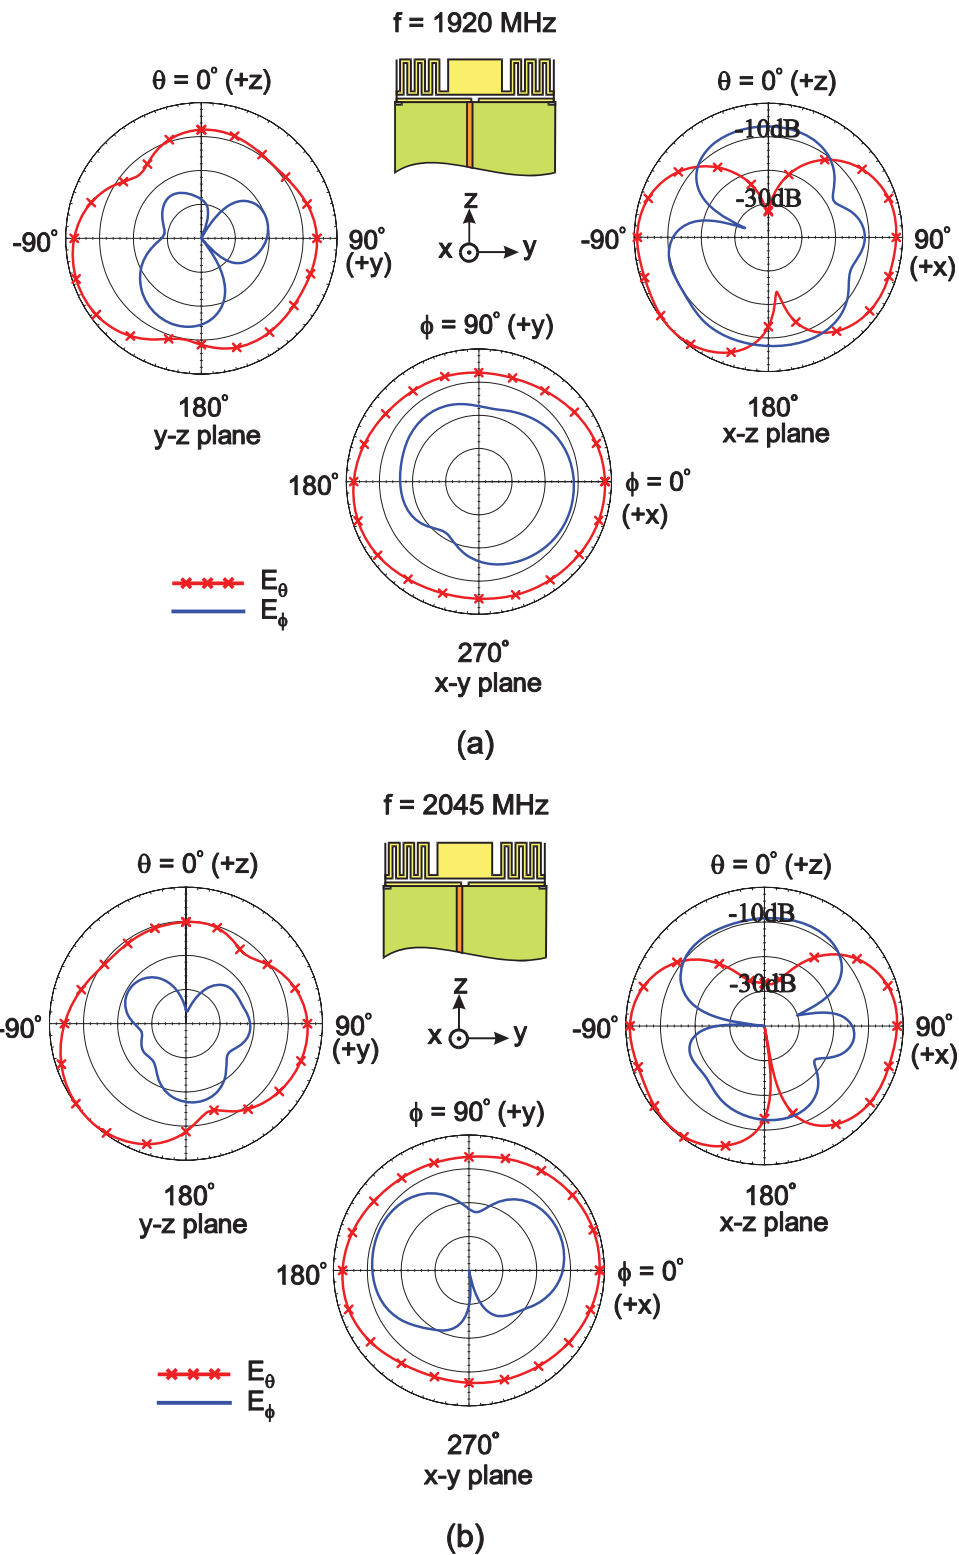 f = 1920 MHz
θ = 0° (+z)
θ = 0° (+z)
-10dB
-30dB
z
x
y
-90°
90°
(+y)
-90°
90°
(+x)
ϕ = 90° (+y)
180°
y-z plane
180°
x-z plane
180°
ϕ = 0°
(+x)
Eθ
Eϕ
270°
x-y plane
(a)
f = 2045 MHz
θ = 0° (+z)
θ = 0° (+z)
-10dB
-30dB
z
x
y
-90°
90°
(+y)
-90°
90°
(+x)
ϕ = 90° (+y)
180°
y-z plane
180°
x-z plane
180°
ϕ = 0°
(+x)
Eθ
Eϕ
270°
x-y plane
(b)